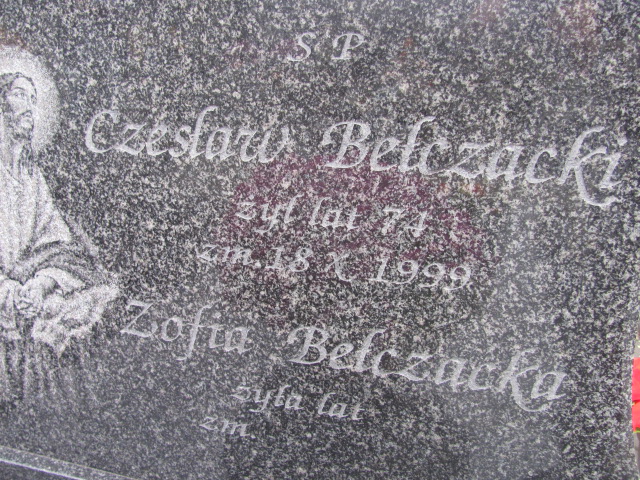 S P
Czesław Bełczacki
żył lat 74
zm. 18 X 1999
Zofia Bełczacka
żyła lat
zm.